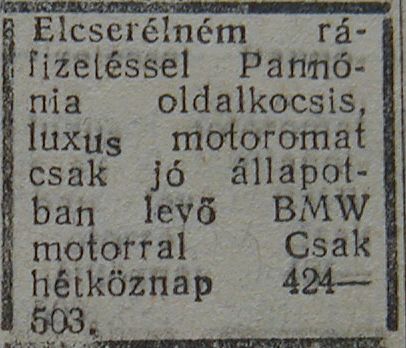 Elcserélném rá-
fizetéssel Pannó-
nia oldalkocsis,
luxus motoromat
csak jó állapot-
ban levő BMW
motorral Csak
hétköznap 424—
503.